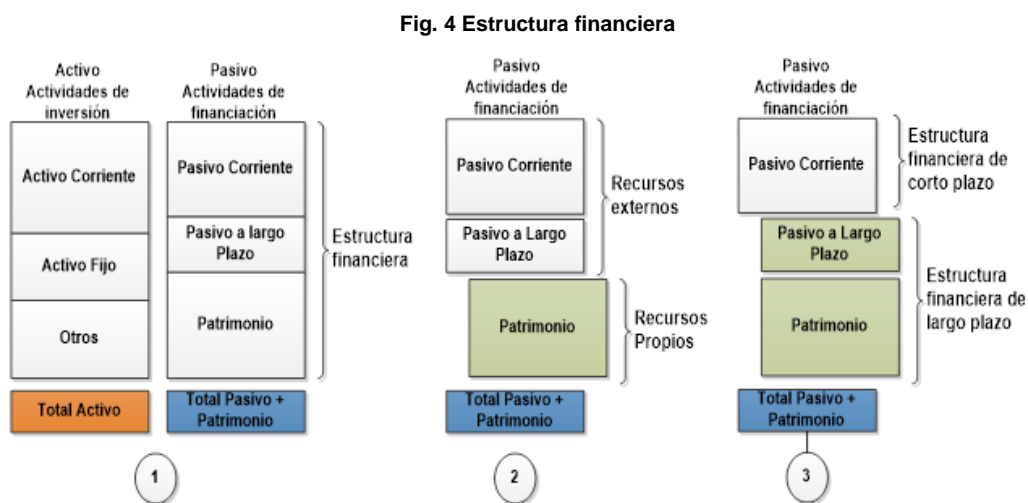 Fig. 4 Estructura financiera
Activo
Actividades de
inversión
Activo Corriente
Activo Fijo
Otros
Total Activo
Pasivo
Actividades de
financiación
Pasivo Corriente
Pasivo a largo
Plazo
Patrimonio
Total Pasivo +
Patrimonio
Estructura
financiera
1
Pasivo
Actividades de
financiación
Pasivo Corriente
Pasivo a Largo
Plazo
Patrimonio
Total Pasivo +
Patrimonio
Recursos
externos
Recursos
Propios
2
Pasivo
Actividades de
financiación
Pasivo Corriente
Pasivo a Largo
Plazo
Patrimonio
Total Pasivo +
Patrimonio
Estructura
financiera de
corto plazo
Estructura
financiera de
largo plazo
3